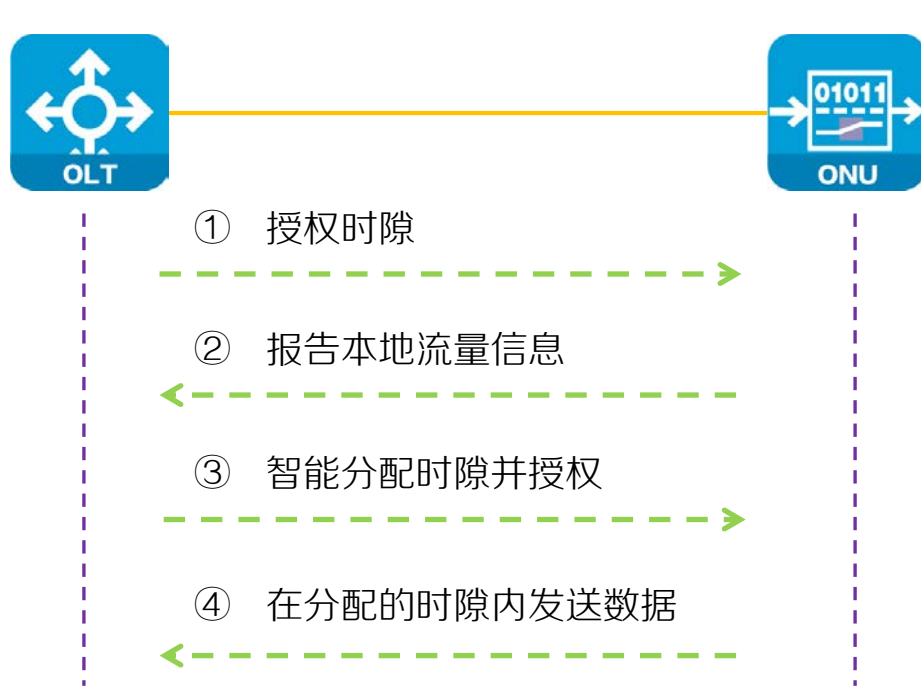 01011
OLT
ONU
① 授权时隙
② 报告本地流量信息
③ 智能分配时隙并授权
④ 在分配的时隙内发送数据